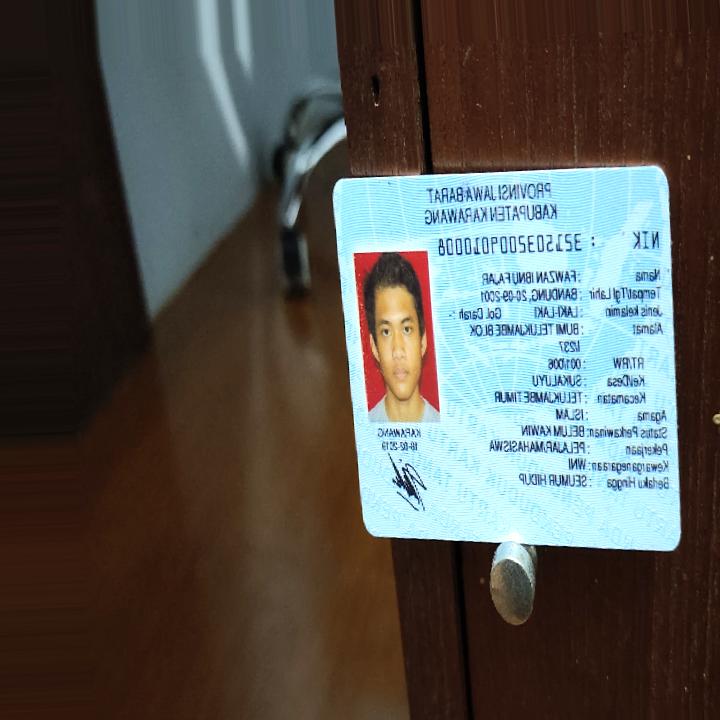 PROVINSI JAWA BARAT
KABUPATEN KARAWANG
NIK : 3215032009010008
Nama : FAWZAN IBNU FAJAR
Tempat/Tgl Lahir : BANDUNG, 20-09-2001
Jenis kelamin : LAKI-LAKI Gol. Darah : -
Alamat : BUMI TELUKJAMBE BLOK
RT/RW : 001/006
Kel/Desa : SUKALUYU
Kecamatan : TELUKJAMBE TIMUR
Agama : ISLAM
Status Perkawinan: BELUM KAWIN
Pekerjaan : PELAJAR/MAHASISWA
Kewarganegaraan: WNI
Berlaku Hingga : SEUMUR HIDUP
KARAWANG
18-02-2019